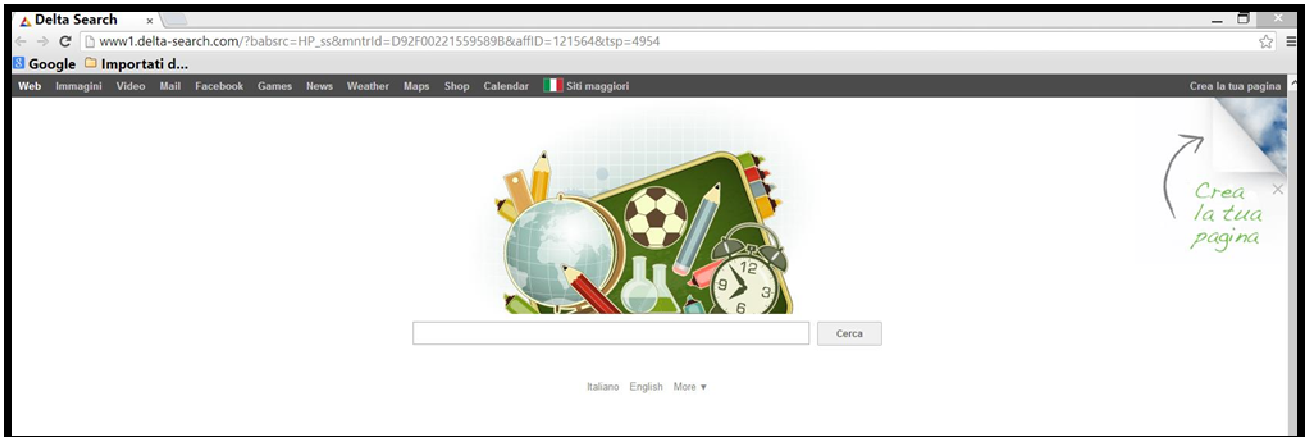 Delta Search
www1.delta-search.com/?babsrc=HP_ss&mntrId=D92F00221559589B&affID=121564&tsp=4954
Google Importati d...
Web Immagini Video Mail Facebook Games News Weather Maps Shop Calendar Siti maggiori Crea la tua pagina
Crea
la tua
pagina
12
9 3
6
Cerca
Italiano English More ▼